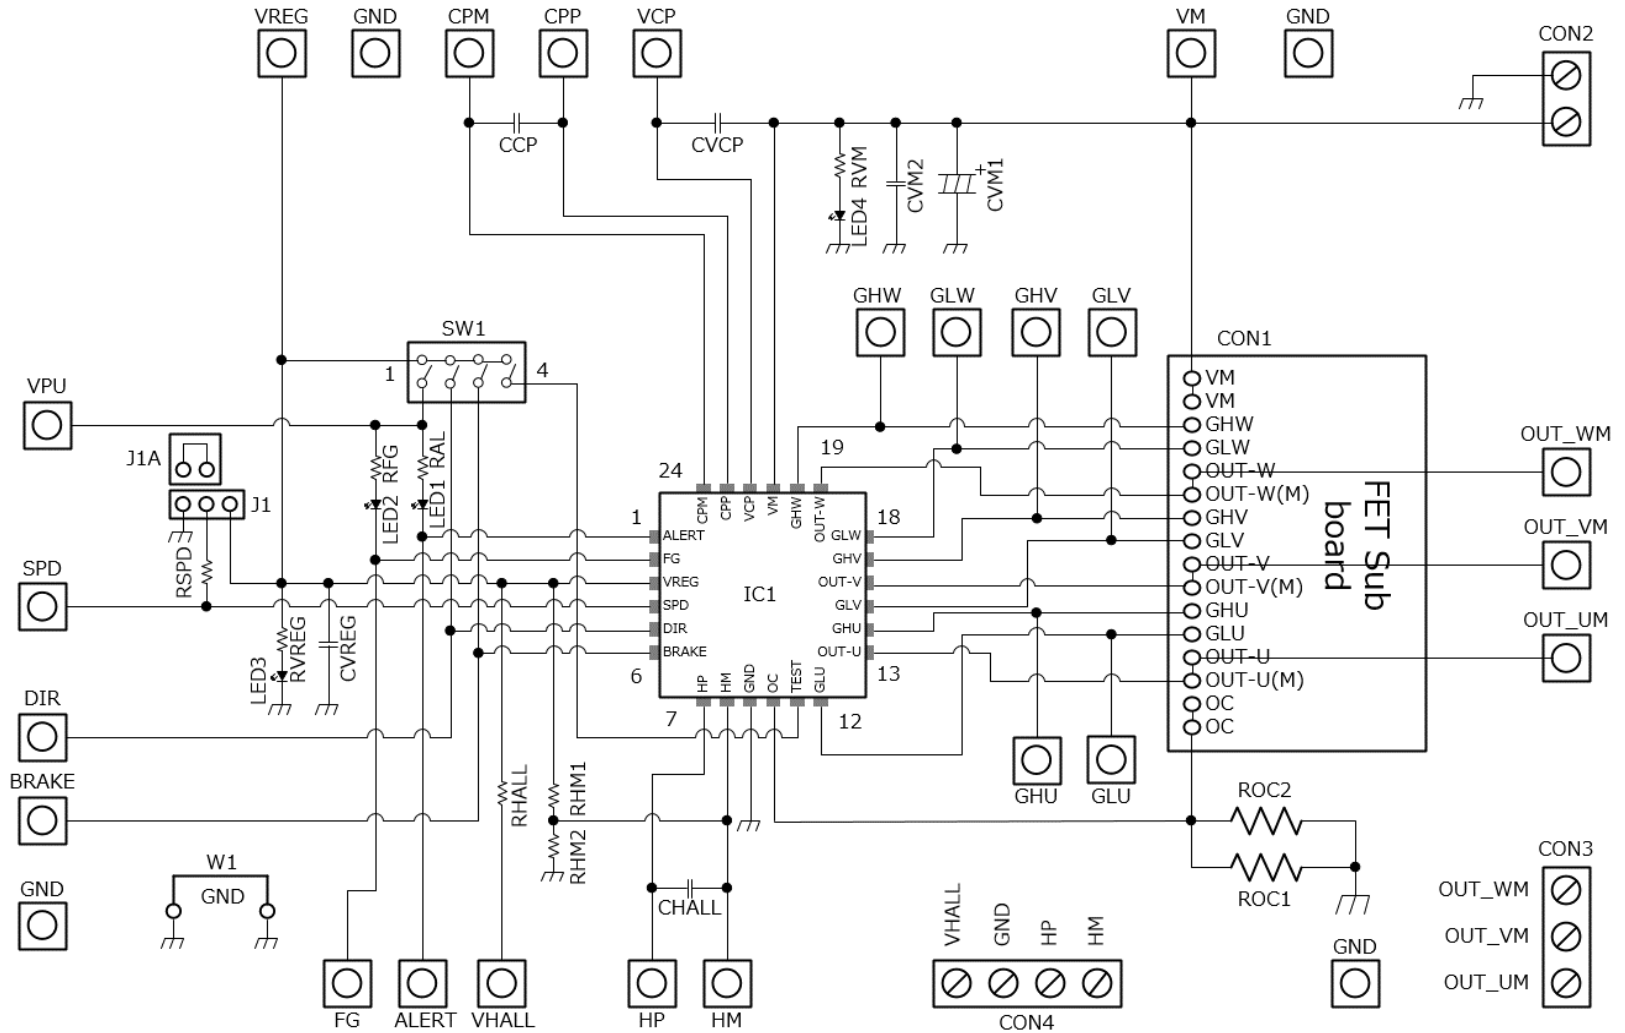 VREG GND CPM CPP VCP VM GND
CON2
CCP
CVCP
RVM
LED4
CVM2
+
CVM1
GHW GLW GHV GLV
SW1
1
4
CON1
VPU
J1A
J1
RFG
LED2
RAL
LED1
RSPD
SPD
24
19
1
18
6
13
7
12
CPM
CPP
VCP
VM
GHW
OUT-W
ALERT
FG
VREG
SPD
DIR
BRAKE
IC1
GLW
GHV
OUT-V
GLV
GHU
OUT-U
HP
HM
GND
OC
TEST
GLU
VM
VM
GHW
GLW
OUT-W
OUT-W(M)
GHV
GLV
OUT-V
OUT-V(M)
GHU
GLU
OUT-U
OUT-U(M)
OC
OC
FET Sub
board
OUT_WM
OUT_VM
OUT_UM
LED3
RVREG
CVREG
DIR
BRAKE
GND
W1
GND
RHALL
RHM1
RHM2
CHALL
GHU GLU
ROC2
ROC1
CON3
OUT_WM
OUT_VM
OUT_UM
VHALL
GND
HP
HM
CON4
GND
FG ALERT VHALL HP HM